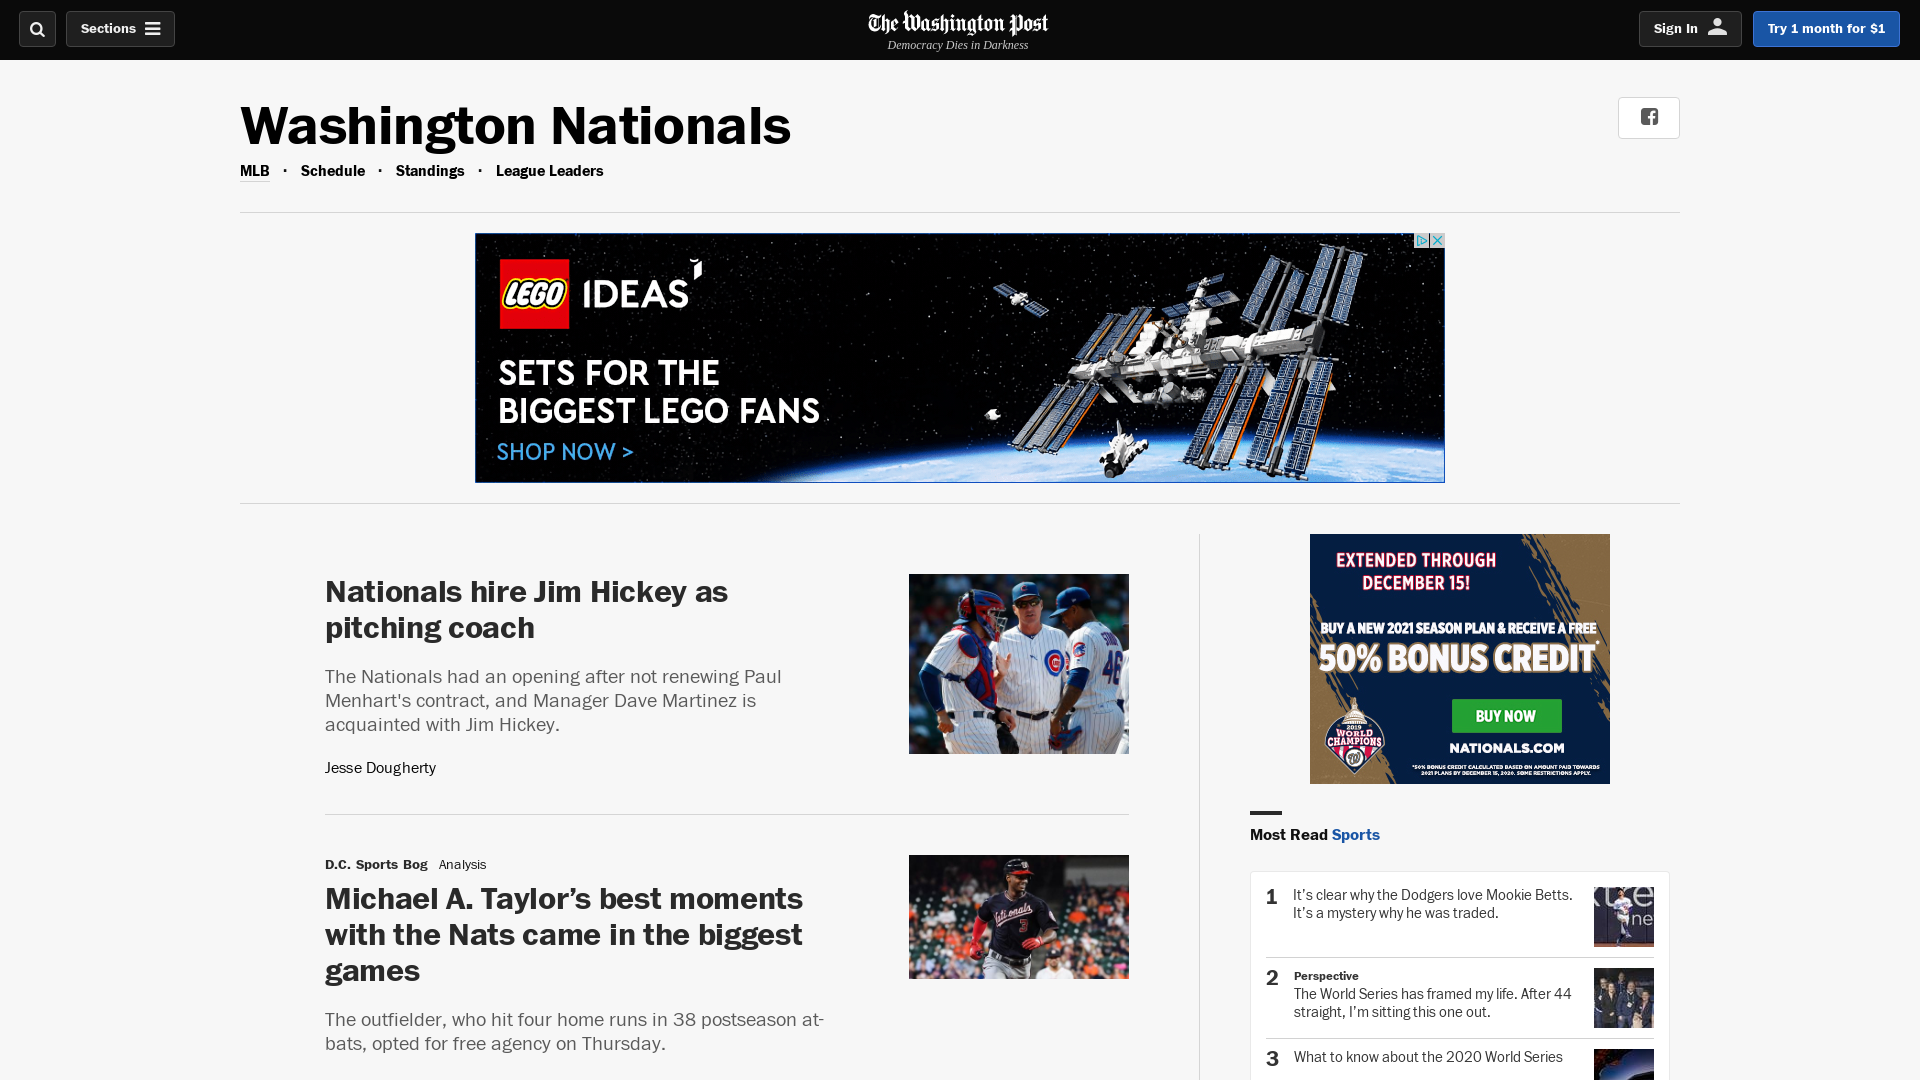 Sections
The Washington Post
Democracy Dies in Darkness
Sign In
Try 1 month for $1
Washington Nationals
MLB · Schedule · Standings · League Leaders
LEGO IDEAS
SETS FOR THE
BIGGEST LEGO FANS
SHOP NOW >
Nationals hire Jim Hickey as
pitching coach
The Nationals had an opening after not renewing Paul
Menhart's contract, and Manager Dave Martinez is
acquainted with Jim Hickey.
Jesse Dougherty
D.C. Sports Bog Analysis
Michael A. Taylor’s best moments
with the Nats came in the biggest
games
The outfielder, who hit four home runs in 38 postseason at-
bats, opted for free agency on Thursday.
EXTENDED THROUGH
DECEMBER 15!
BUY A NEW 2021 SEASON PLAN & RECEIVE A FREE
50% BONUS CREDIT*
BUY NOW
2019
WORLD
CHAMPIONS
NATIONALS.COM
*50% BONUS CREDIT CALCULATED BASED ON AMOUNT PAID TOWARDS
2021 PLANS BY DECEMBER 15, 2020. SOME RESTRICTIONS APPLY.
Most Read Sports
1 It’s clear why the Dodgers love Mookie Betts.
It’s a mystery why he was traded.
2 Perspective
The World Series has framed my life. After 44
straight, I’m sitting this one out.
3 What to know about the 2020 World Series